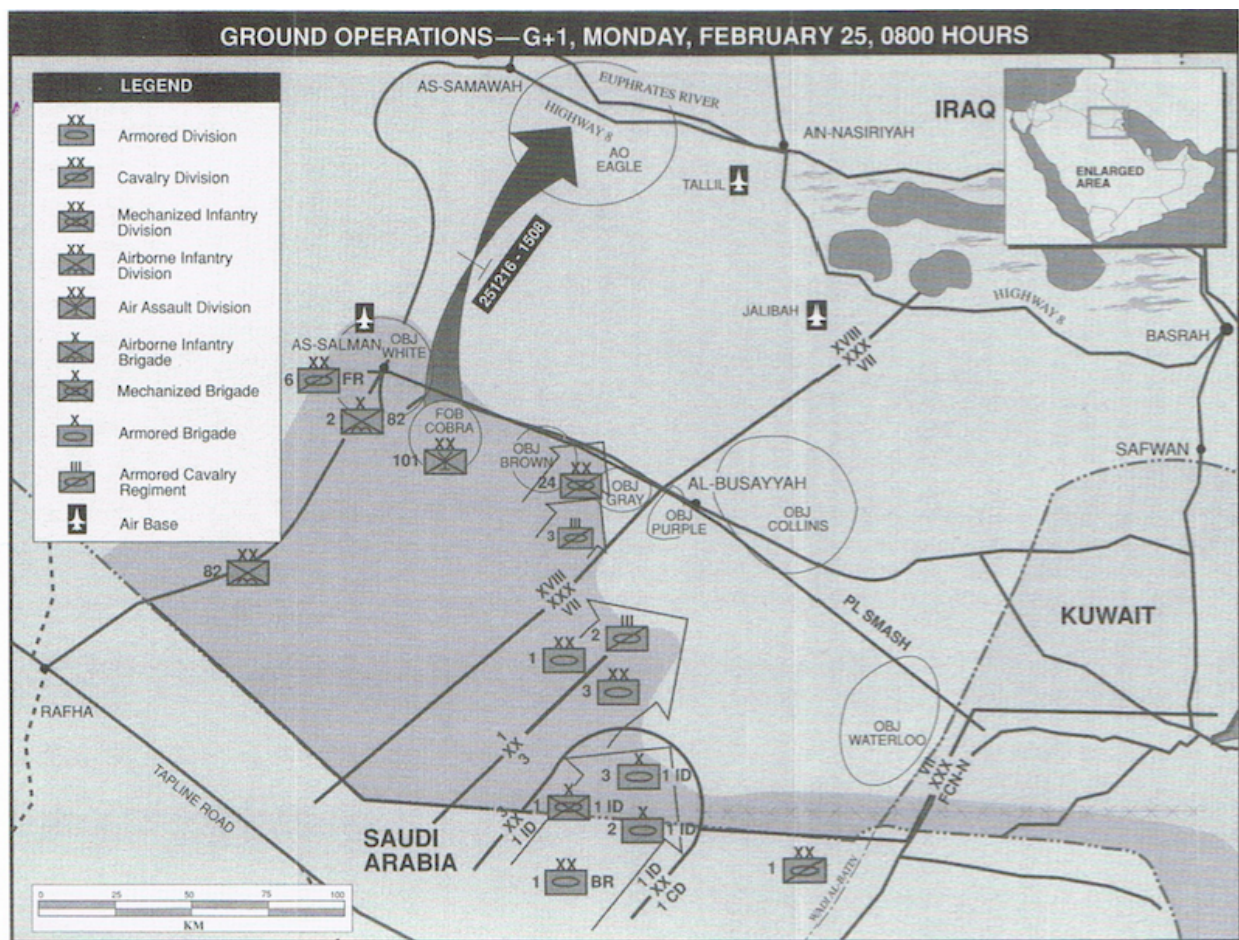 GROUND OPERATIONS—G+1, MONDAY, FEBRUARY 25, 0800 HOURS
LEGEND
XX
Armored Division
XX
Cavalry Division
XX
Mechanized Infantry
Division
XX
Airborne Infantry
Division
XX
Air Assault Division
X
Airborne Infantry
Brigade
X
Mechanized Brigade
X
Armored Brigade
III
Armored Cavalry
Regiment
Air Base
AS-SAMAWAH
EUPHRATES RIVER
HIGHWAY 8
AO
EAGLE
IRAQ
AN-NASIRIYAH
TALLIL
ENLARGED
AREA
251216 - 1508
JALIBAH
HIGHWAY 8
BASRAH
XVIII
XXX
VII
AS-SALMAN
OBJ
WHITE
XX
6 FR
X
2 82
FOB
COBRA
XX
101
OBJ
BROWN
XX
24
OBJ
GRAY
AL-BUSAYYAH
OBJ
PURPLE
OBJ
COLLINS
SAFWAN
III
3
XX
82
XVIII
XXX
VII
KUWAIT
PL SMASH
III
2
XX
1
XX
3
RAFHA
TAPLINE ROAD
1
XX
3
OBJ
WATERLOO
VII
XXX
FCN-N
X
3 1 ID
X
1 1 ID
X
2 1 ID
3
XX
1 ID
SAUDI
ARABIA
XX
1 BR
1 ID
XX
1 CD
XX
1
WADI AL-BATIN
0 25 50 75 100
KM